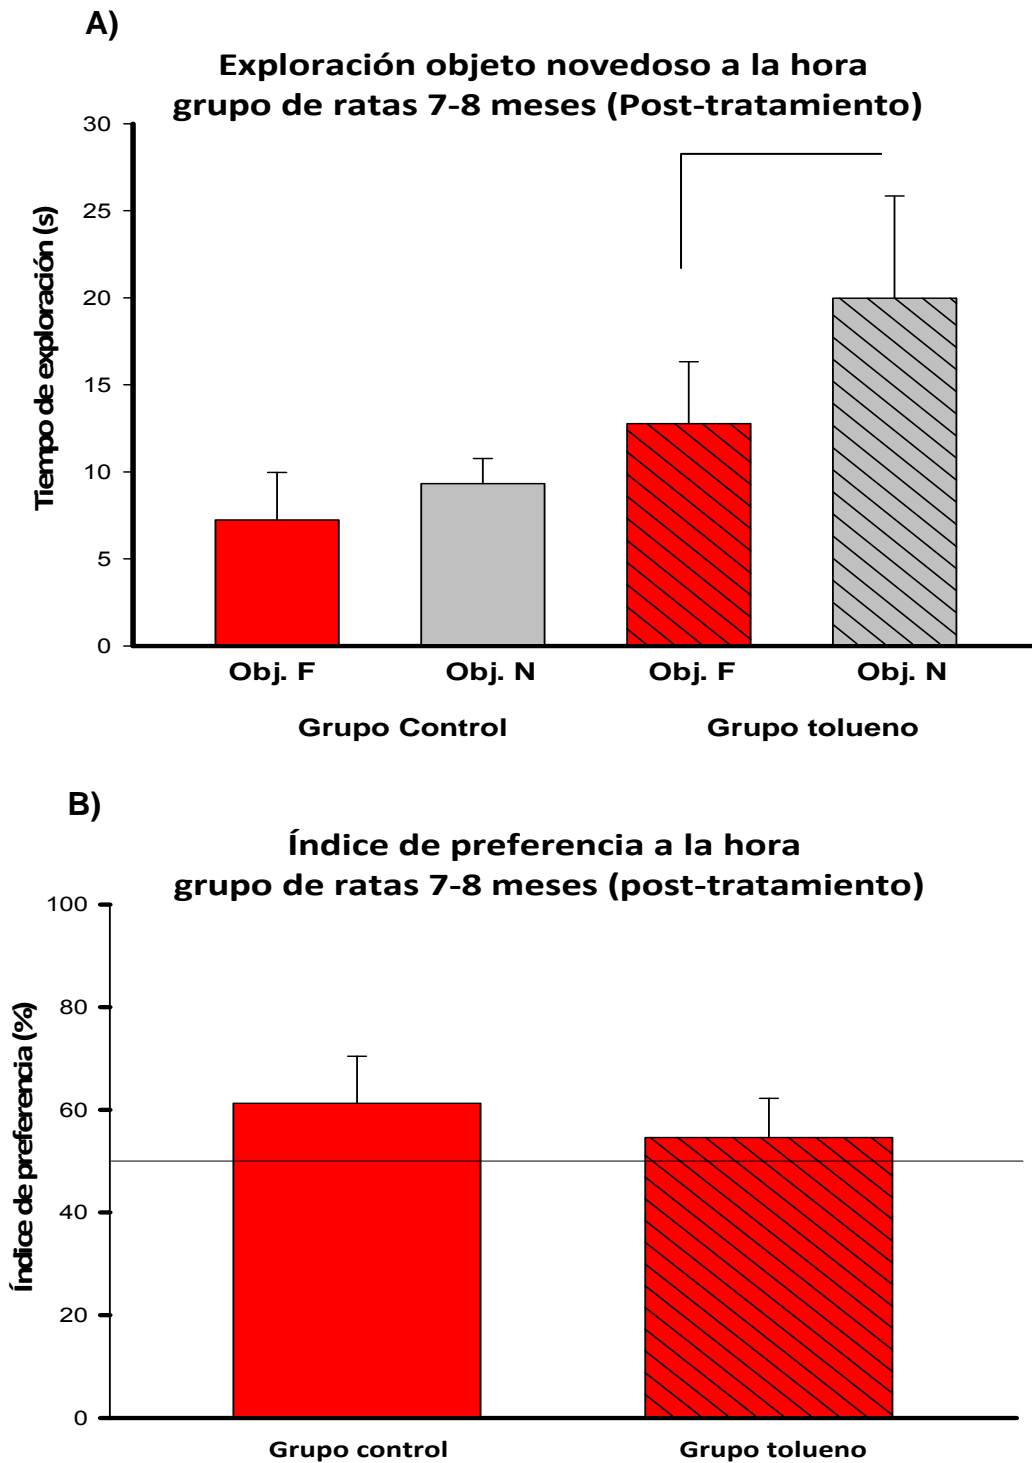 A)
Exploración objeto novedoso a la hora
grupo de ratas 7-8 meses (Post-tratamiento)
30
25
20
15
10
5
0
Tiempo de exploración (s)
Obj. F Obj. N Obj. F Obj. N
Grupo Control Grupo tolueno
B)
Índice de preferencia a la hora
grupo de ratas 7-8 meses (post-tratamiento)
100
80
60
40
20
0
Índice de preferencia (%)
Grupo control Grupo tolueno